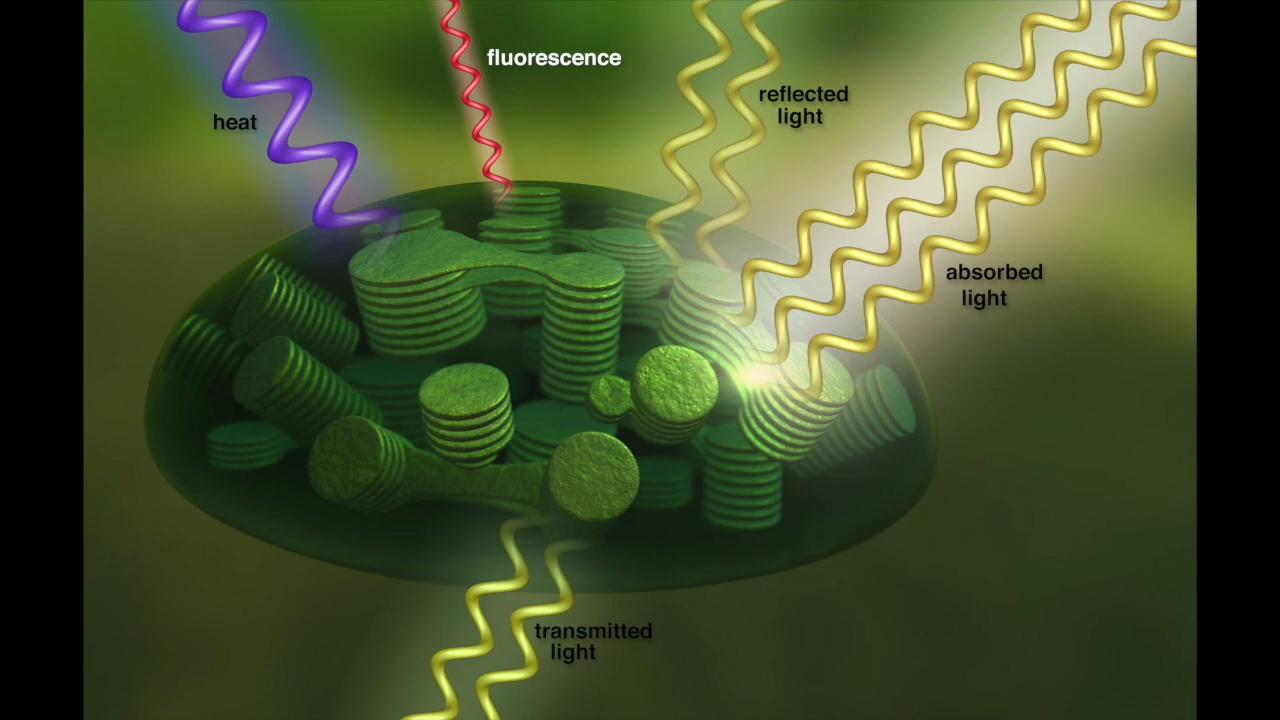 fluorescence
heat
reflected
light
absorbed
light
transmitted
light